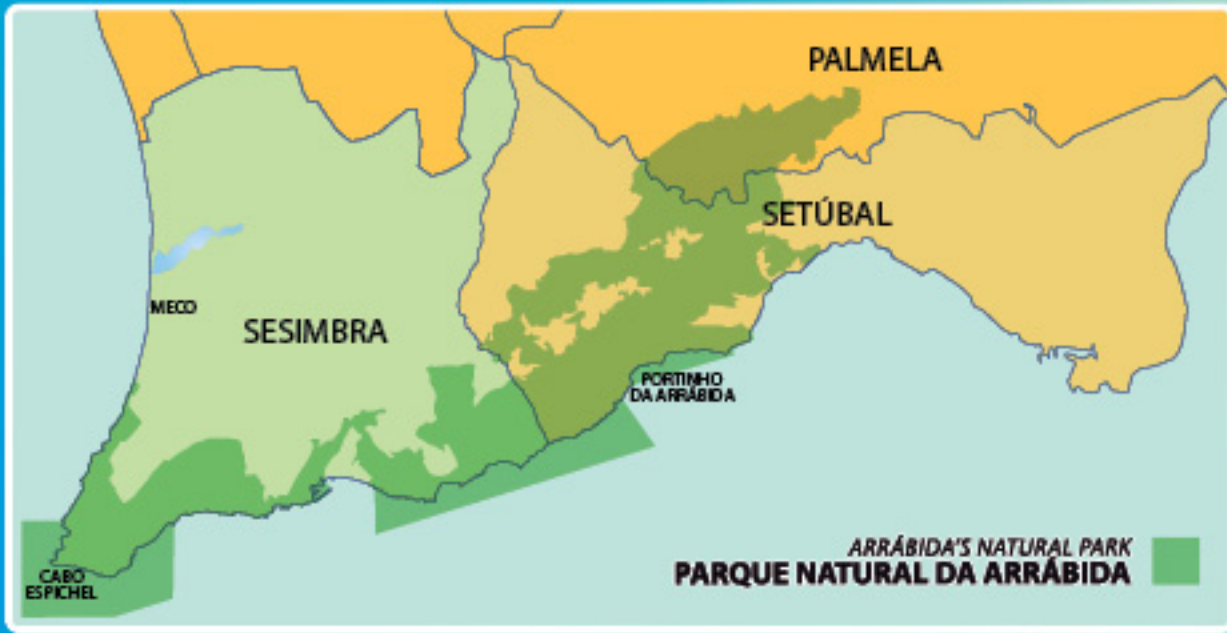 PALMELA
SETÚBAL
MECO
SESIMBRA
PORTINHO
DA ARRÁBIDA
CABO
ESPICHEL
ARRÁBIDA'S NATURAL PARK
PARQUE NATURAL DA ARRÁBIDA